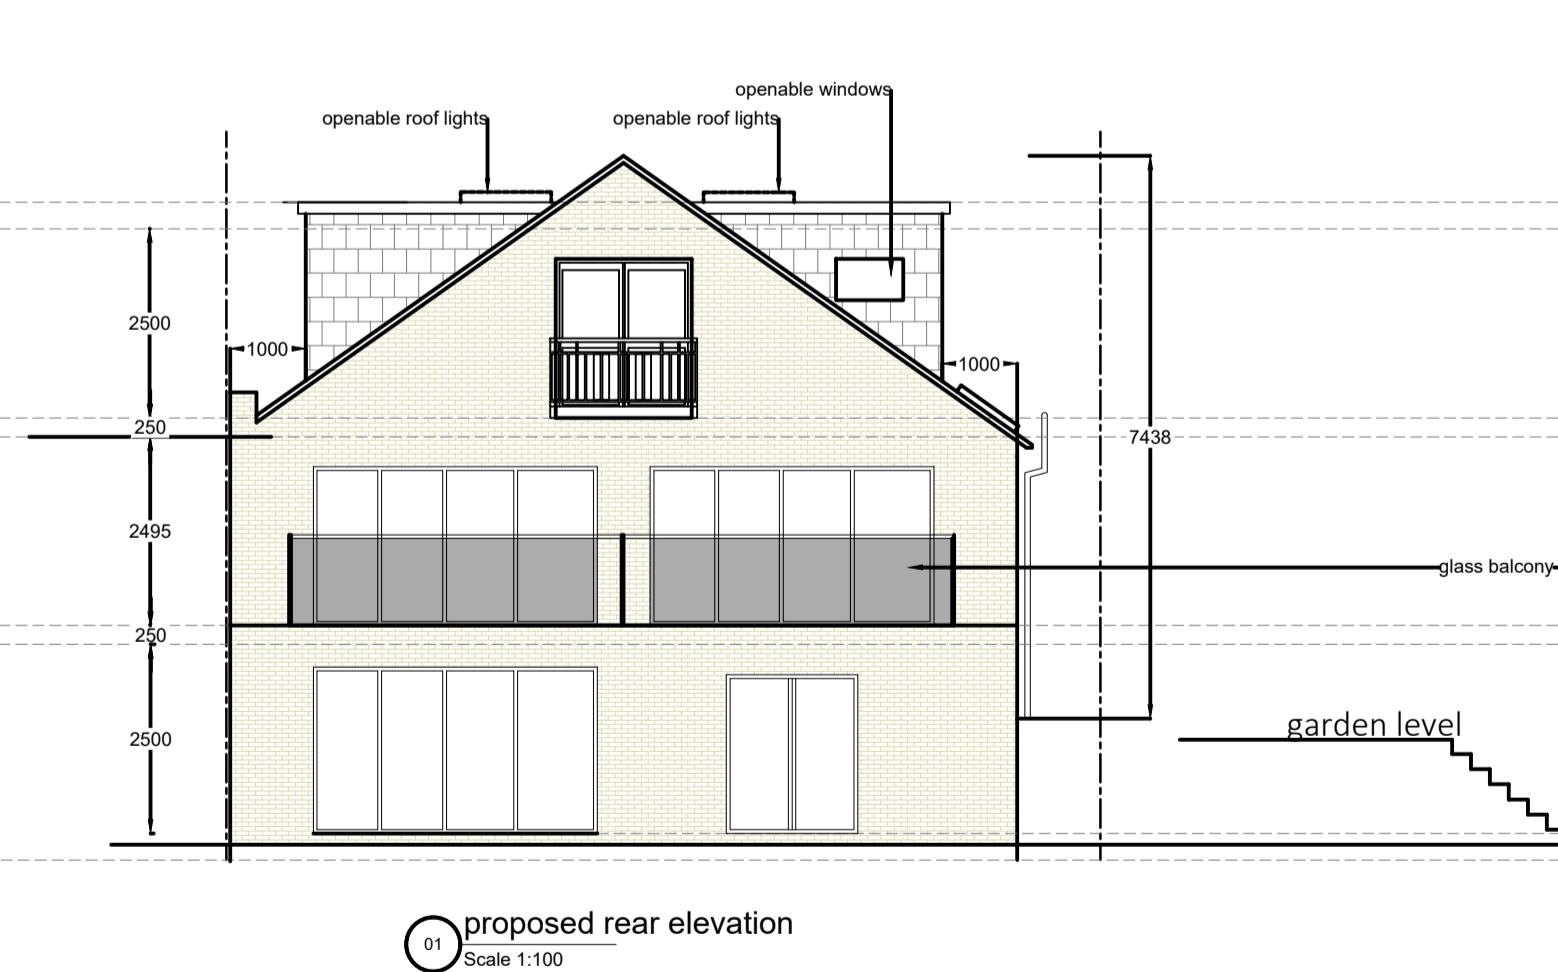 openable windows
openable roof lights
openable roof lights
2500
1000
1000
250
7438
2495
glass balcony
250
garden level
2500
01
proposed rear elevation
Scale 1:100